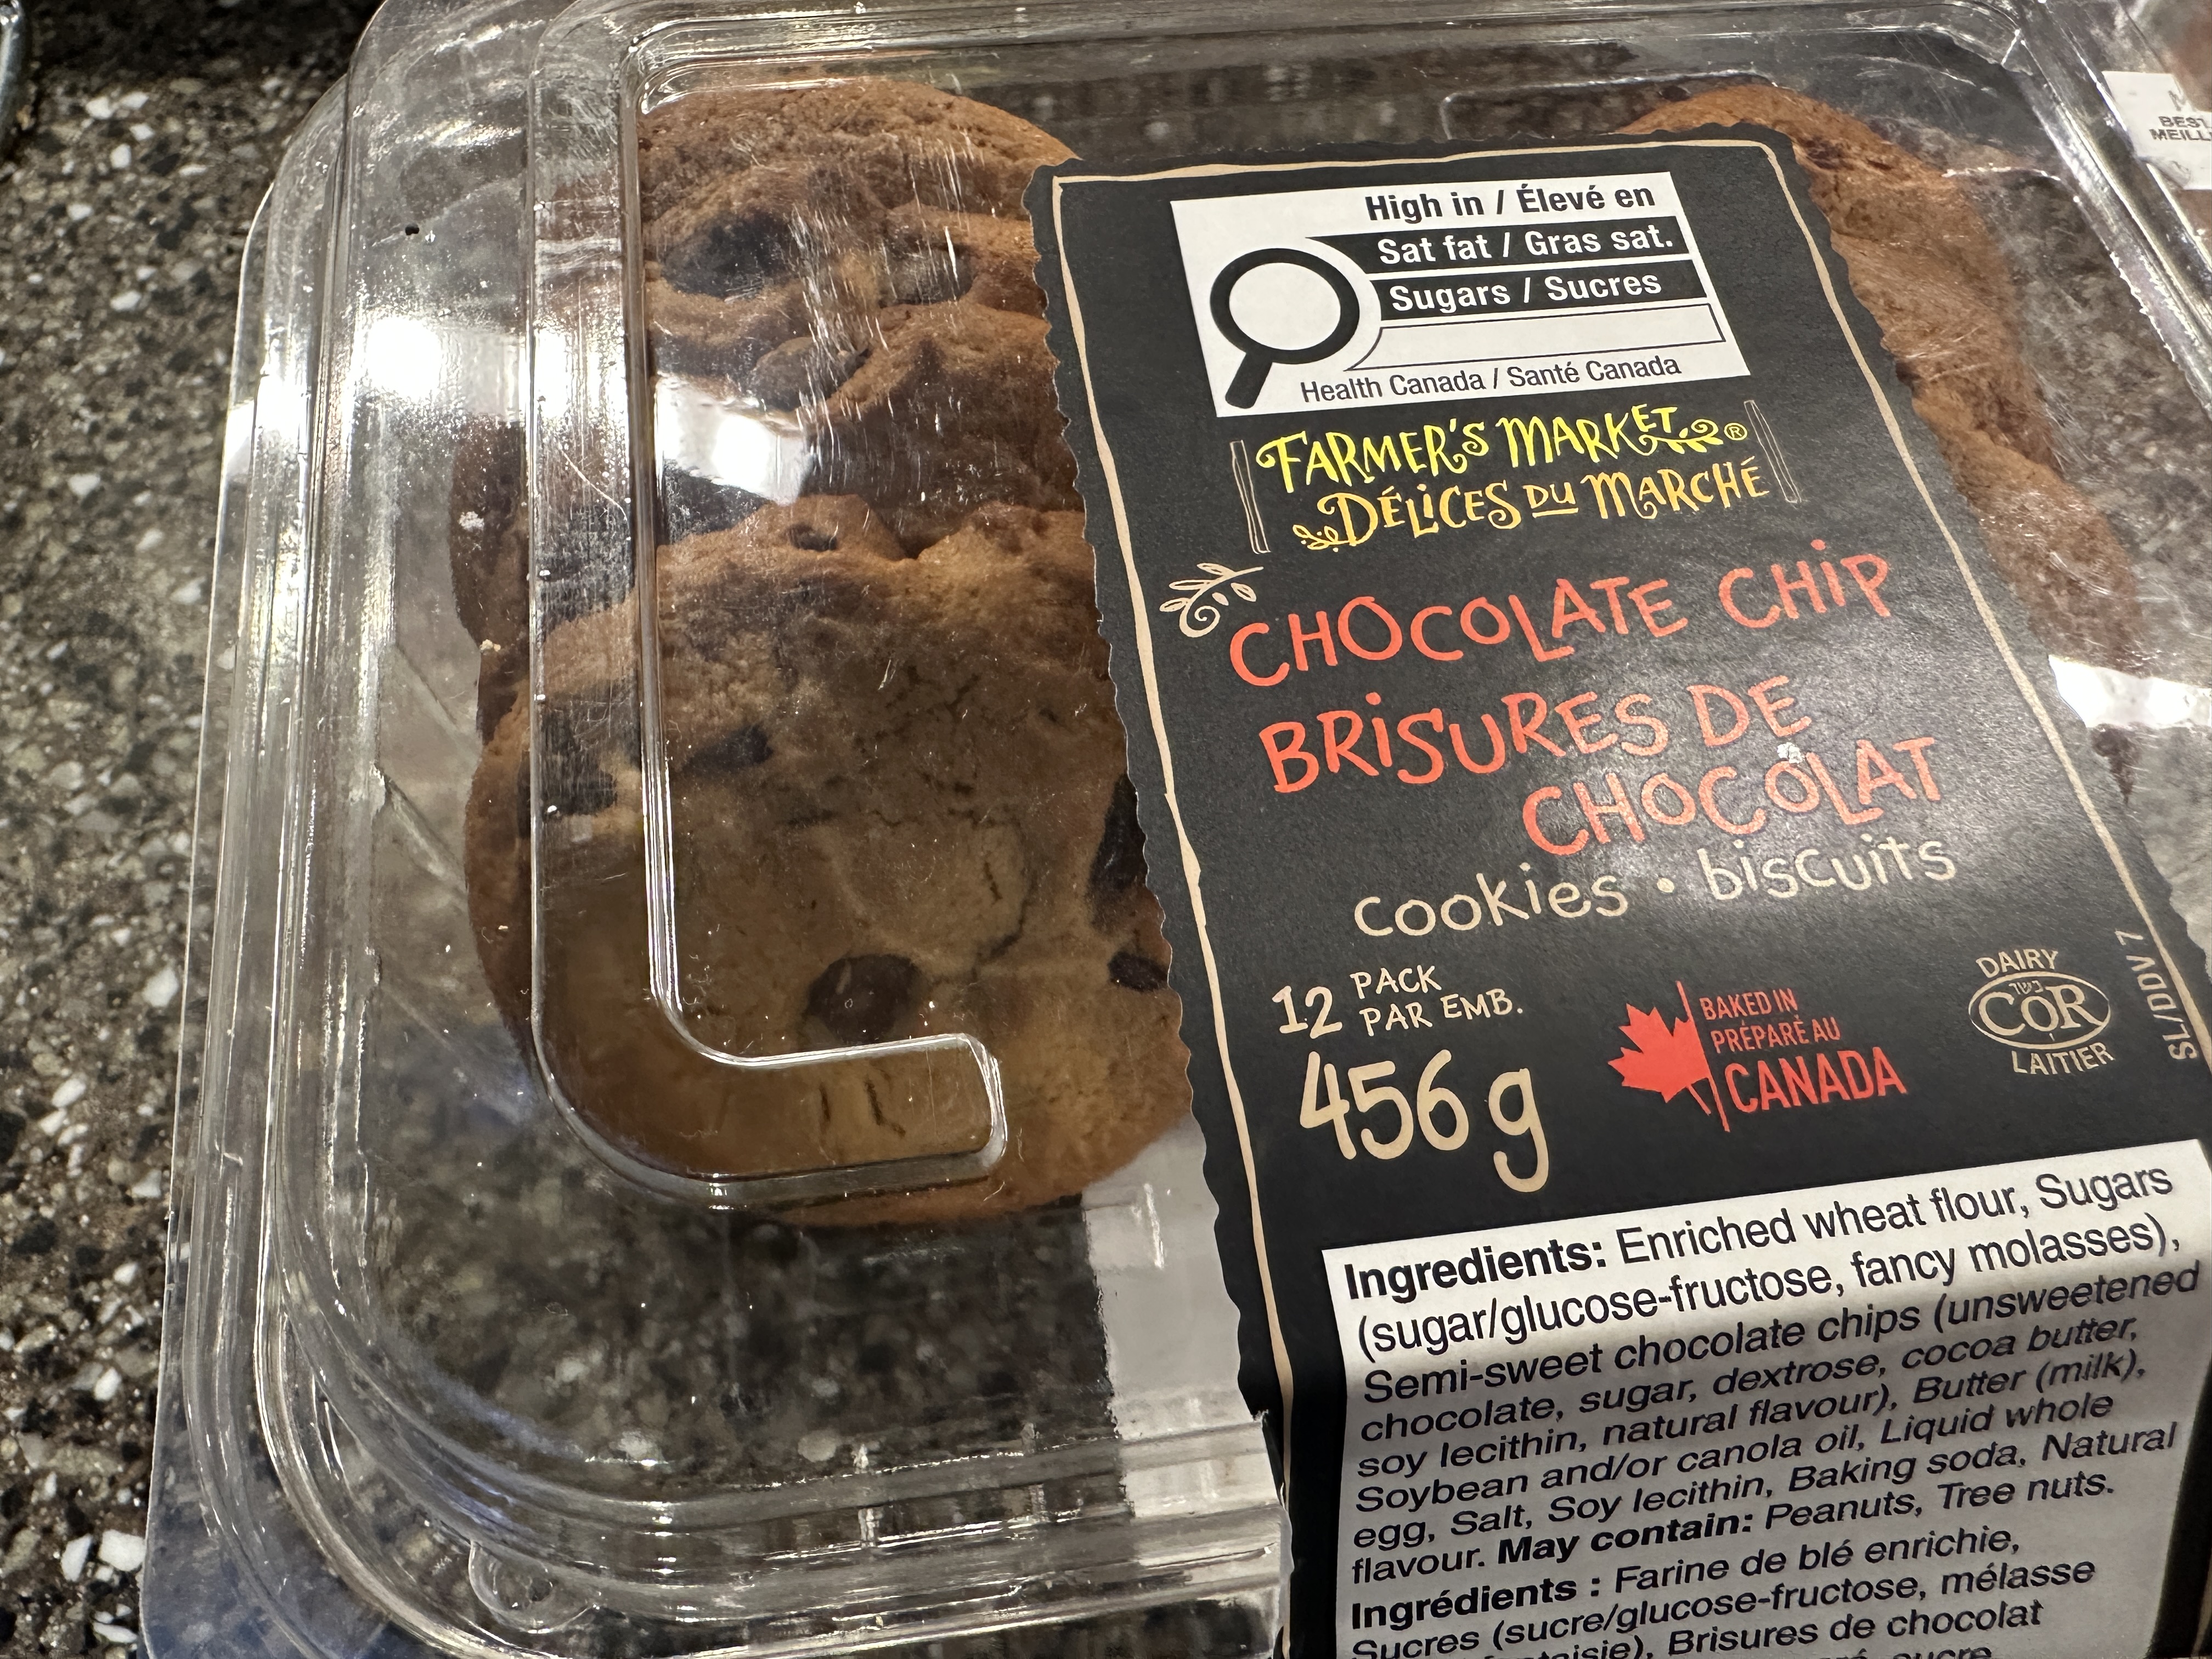 High in / Élevé en
Sat fat / Gras sat.
Sugars / Sucres
Health Canada / Santé Canada
FARMER'S MARKET®
DÉLICES DU MARCHÉ
CHOCOLATE CHIP
BRISURES DE
CHOCOLAT
cookies • biscuits
12 PACK
PAR EMB.
456 g
BAKED IN
PRÉPARÉ AU
CANADA
DAIRY
כשר
COR
LAITIER
SL/DDV 7
Ingredients: Enriched wheat flour, Sugars
(sugar/glucose-fructose, fancy molasses),
Semi-sweet chocolate chips (unsweetened
chocolate, sugar, dextrose, cocoa butter,
soy lecithin, natural flavour), Butter (milk),
Soybean and/or canola oil, Liquid whole
egg, Salt, Soy lecithin, Baking soda, Natural
flavour. May contain: Peanuts, Tree nuts.
Ingrédients : Farine de blé enrichie,
Sucres (sucre/glucose-fructose, mélasse
Brisures de chocolat
sucre
BEST
MEILL